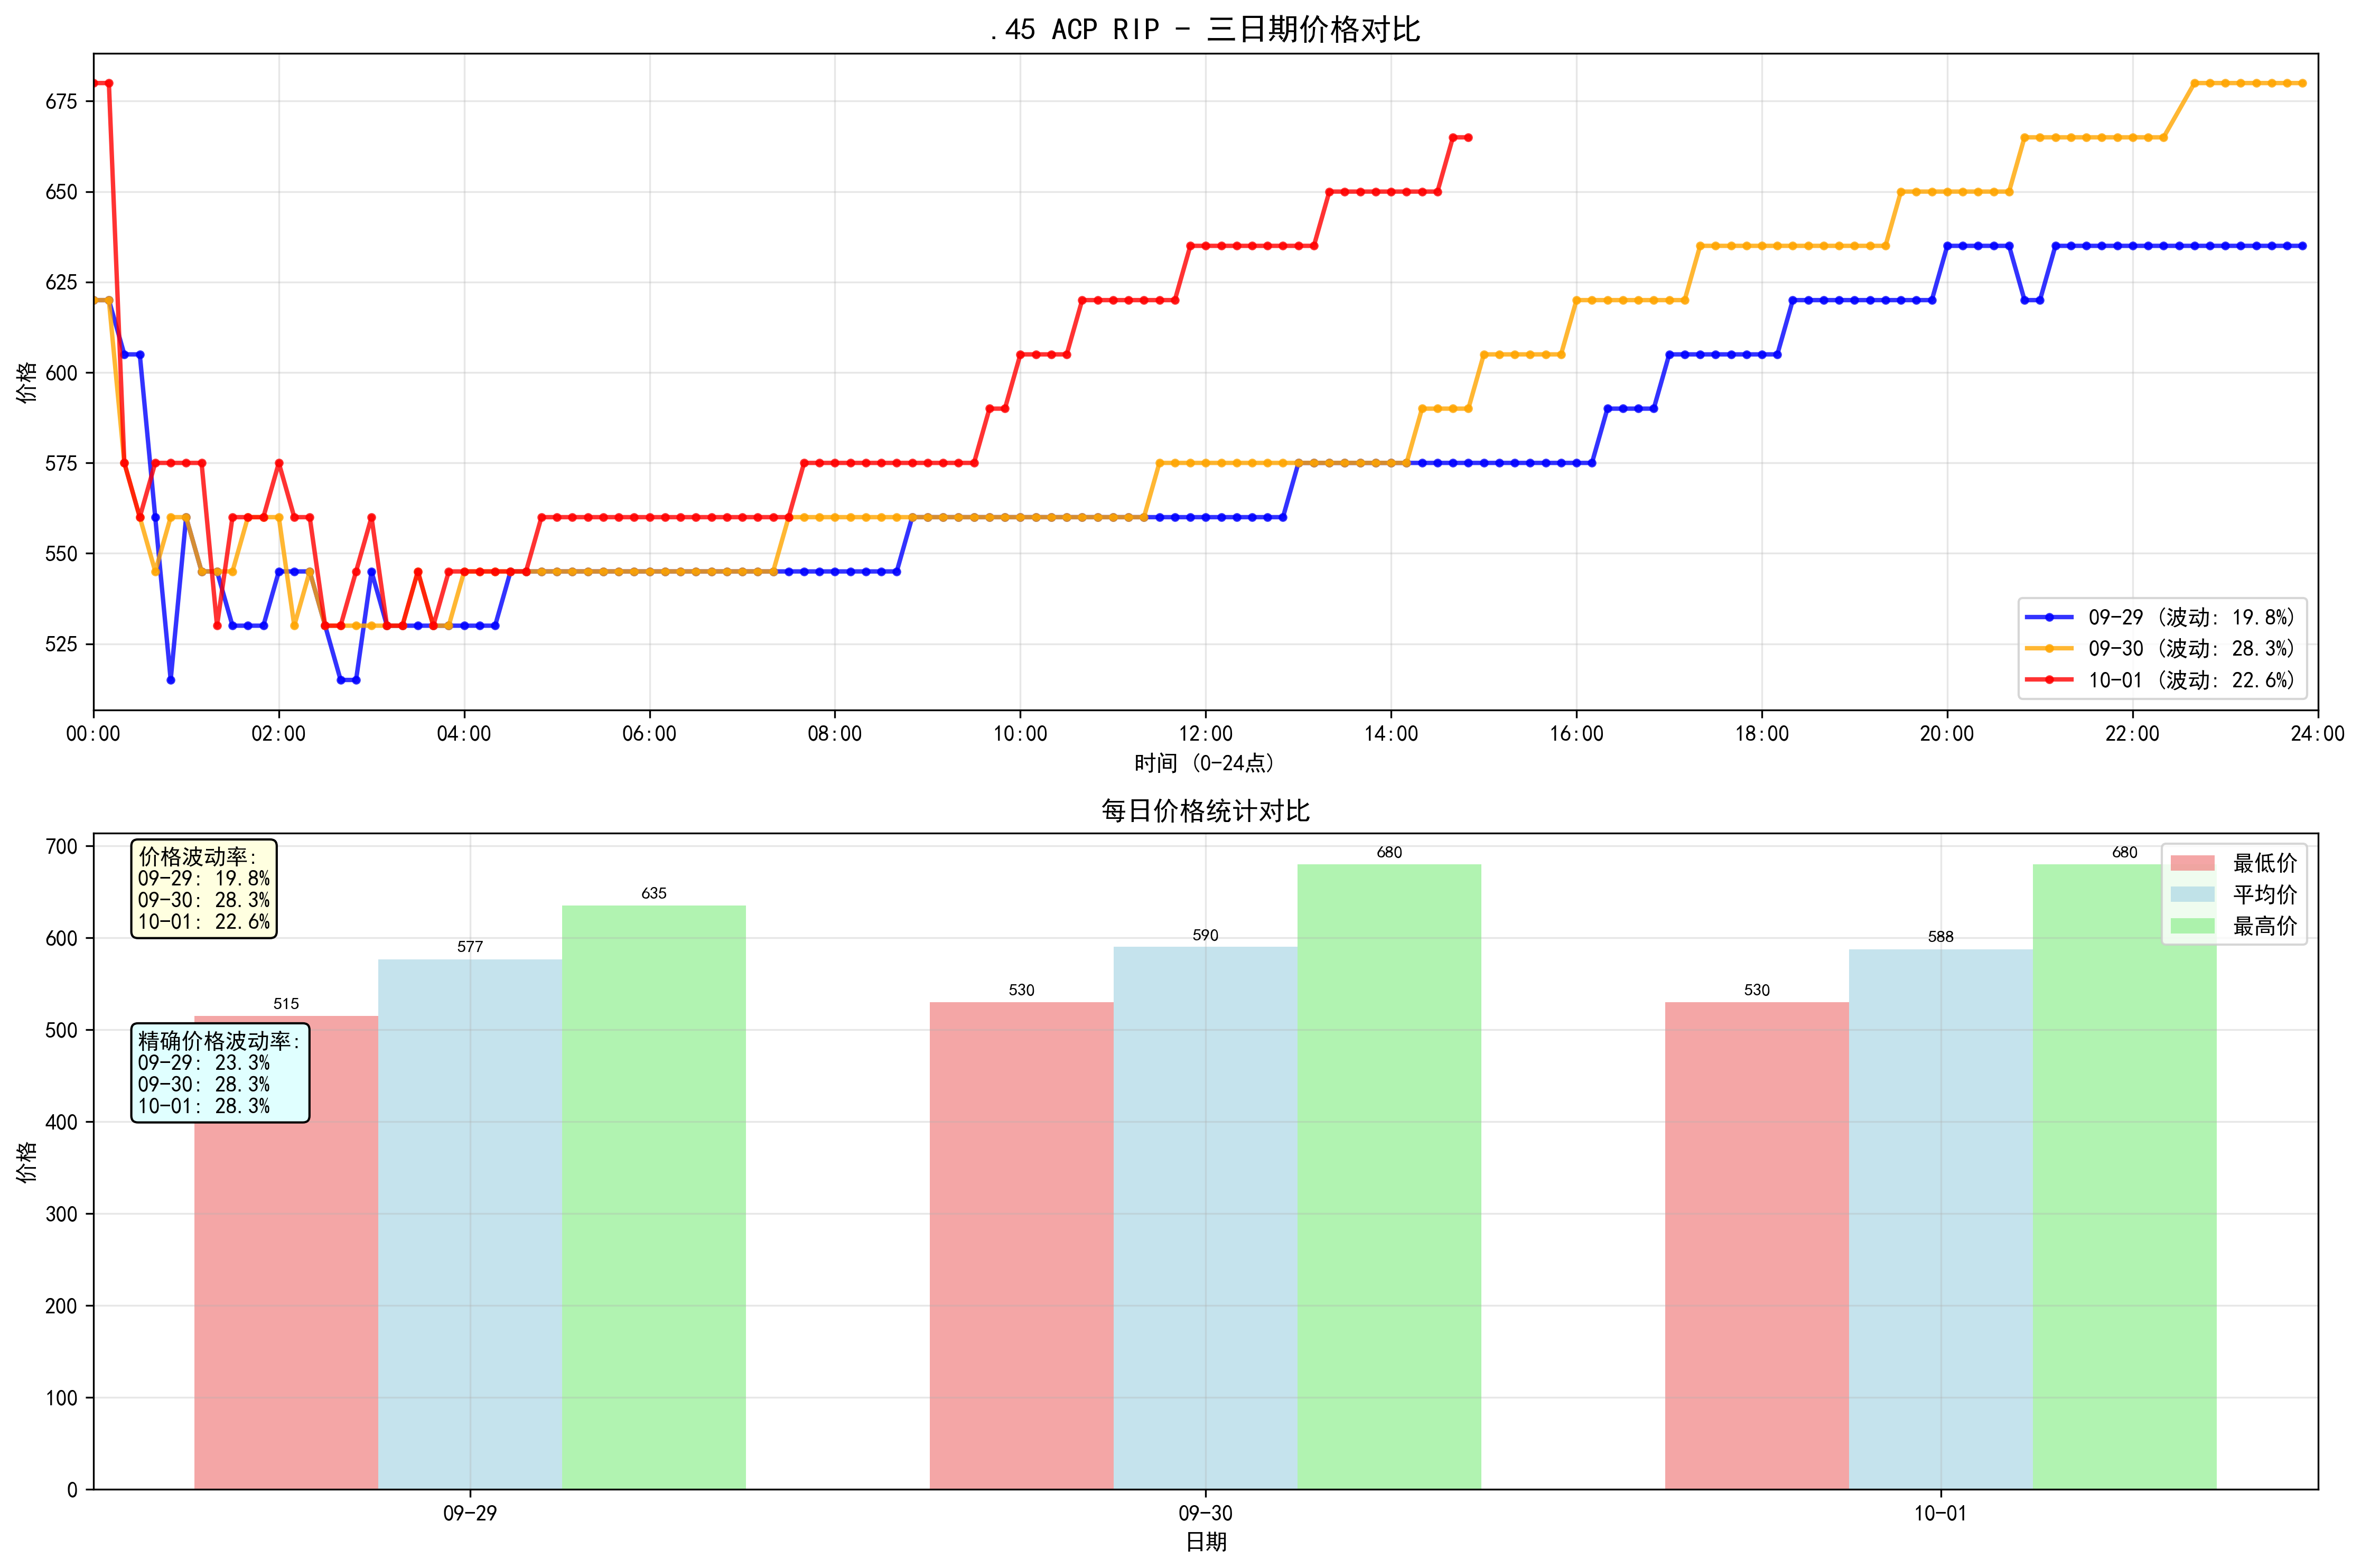 .45 ACP RIP - 三日期价格对比
价格
675
650
625
600
575
550
525
00:00 02:00 04:00 06:00 08:00 10:00 12:00 14:00 16:00 18:00 20:00 22:00 24:00
时间 (0-24点)
09-29 (波动: 19.8%)
09-30 (波动: 28.3%)
10-01 (波动: 22.6%)
每日价格统计对比
价格
700
600
500
400
300
200
100
0
价格波动率:
09-29: 19.8%
09-30: 28.3%
10-01: 22.6%
精确价格波动率:
09-29: 23.3%
09-30: 28.3%
10-01: 28.3%
515 577 635
530 590 680
530 588 680
最低价
平均价
最高价
09-29 09-30 10-01
日期